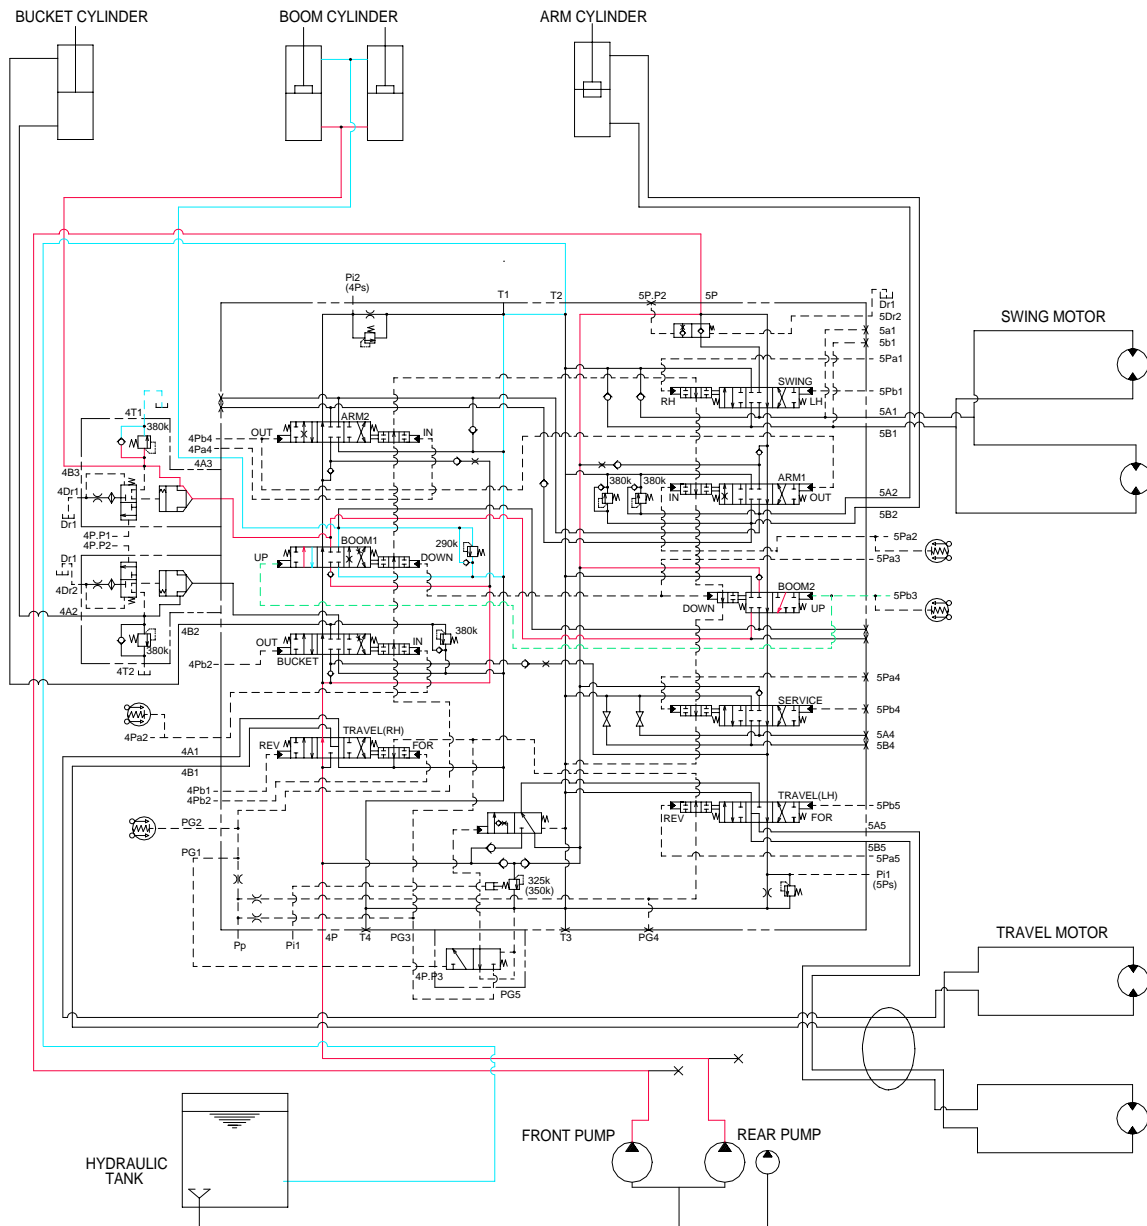 BUCKET CYLINDER
BOOM CYLINDER
ARM CYLINDER
Pi2
(4Ps)
T1
T2
5P.P2
5P
Dr1
5Dr2
5a1
5b1
5Pa1
SWING MOTOR
SWING
RH
LH
5Pb1
5A1
5B1
4T1
380k
ARM2
OUT
IN
4Pb4
4Pa4
4A3
4B3
4Dr1
Dr1
4P.P1
4P.P2
380k
380k
ARM1
IN
OUT
5A2
5B2
5Pa2
5Pa3
Dr1
4Dr2
4A2
BOOM1
UP
DOWN
290k
BOOM2
DOWN
UP
5Pb3
4B2
380k
4T2
OUT
IN
BUCKET
380k
4Pb2
4Pa2
5Pa4
SERVICE
5Pb4
5A4
5B4
4A1
4B1
TRAVEL(RH)
REV
FOR
4Pb1
4Pb2
PG2
PG1
TRAVEL(LH)
REV
FOR
5Pb5
5A5
5B5
5Pa5
Pi1
(5Ps)
325k
(350k)
Pp
Pi1
4P
T4
PG3
T3
PG4
4P.P3
PG5
TRAVEL MOTOR
HYDRAULIC
TANK
FRONT PUMP
REAR PUMP